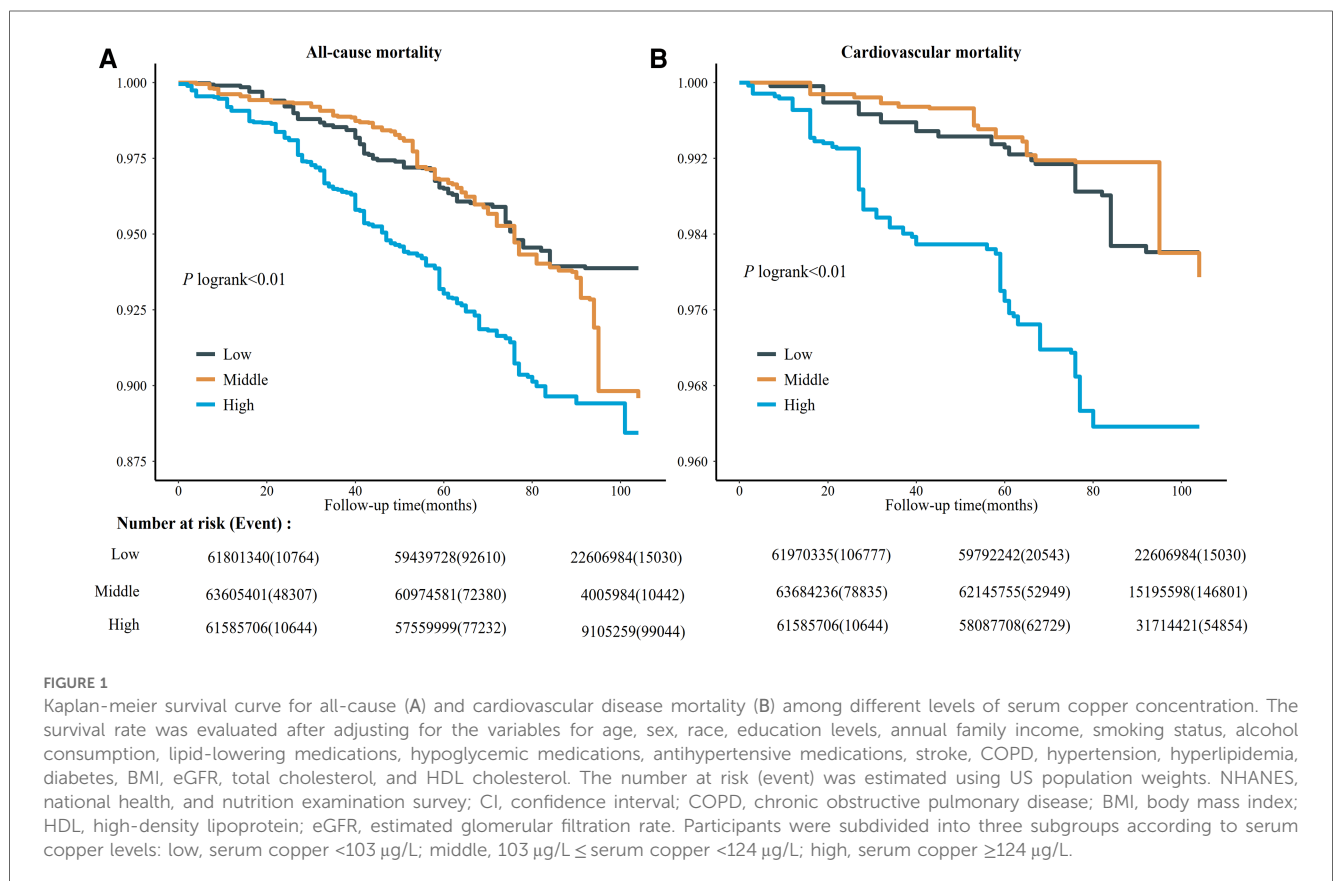 A
All-cause mortality
1.000
0.975
0.950
0.925
0.900
0.875
P logrank<0.01
Low
Middle
High
0 20 40 60 80 100
Follow-up time(months)
B
Cardiovascular mortality
1.000
0.992
0.984
0.976
0.968
0.960
P logrank<0.01
Low
Middle
High
0 20 40 60 80 100
Follow-up time(months)
Number at risk (Event) :
Low 61801340(10764) 59439728(92610) 22606984(15030) 61970335(106777) 59792242(20543) 22606984(15030)
Middle 63605401(48307) 60974581(72380) 4005984(10442) 63684236(78835) 62145755(52949) 15195598(146801)
High 61585706(10644) 57559999(77232) 9105259(99044) 61585706(10644) 58087708(62729) 31714421(54854)
FIGURE 1
Kaplan-meier survival curve for all-cause (A) and cardiovascular disease mortality (B) among different levels of serum copper concentration. The
survival rate was evaluated after adjusting for the variables for age, sex, race, education levels, annual family income, smoking status, alcohol
consumption, lipid-lowering medications, hypoglycemic medications, antihypertensive medications, stroke, COPD, hypertension, hyperlipidemia,
diabetes, BMI, eGFR, total cholesterol, and HDL cholesterol. The number at risk (event) was estimated using US population weights. NHANES,
national health, and nutrition examination survey; CI, confidence interval; COPD, chronic obstructive pulmonary disease; BMI, body mass index;
HDL, high-density lipoprotein; eGFR, estimated glomerular filtration rate. Participants were subdivided into three subgroups according to serum
copper levels: low, serum copper <103 µg/L; middle, 103 µg/L ≤ serum copper <124 µg/L; high, serum copper ≥124 µg/L.